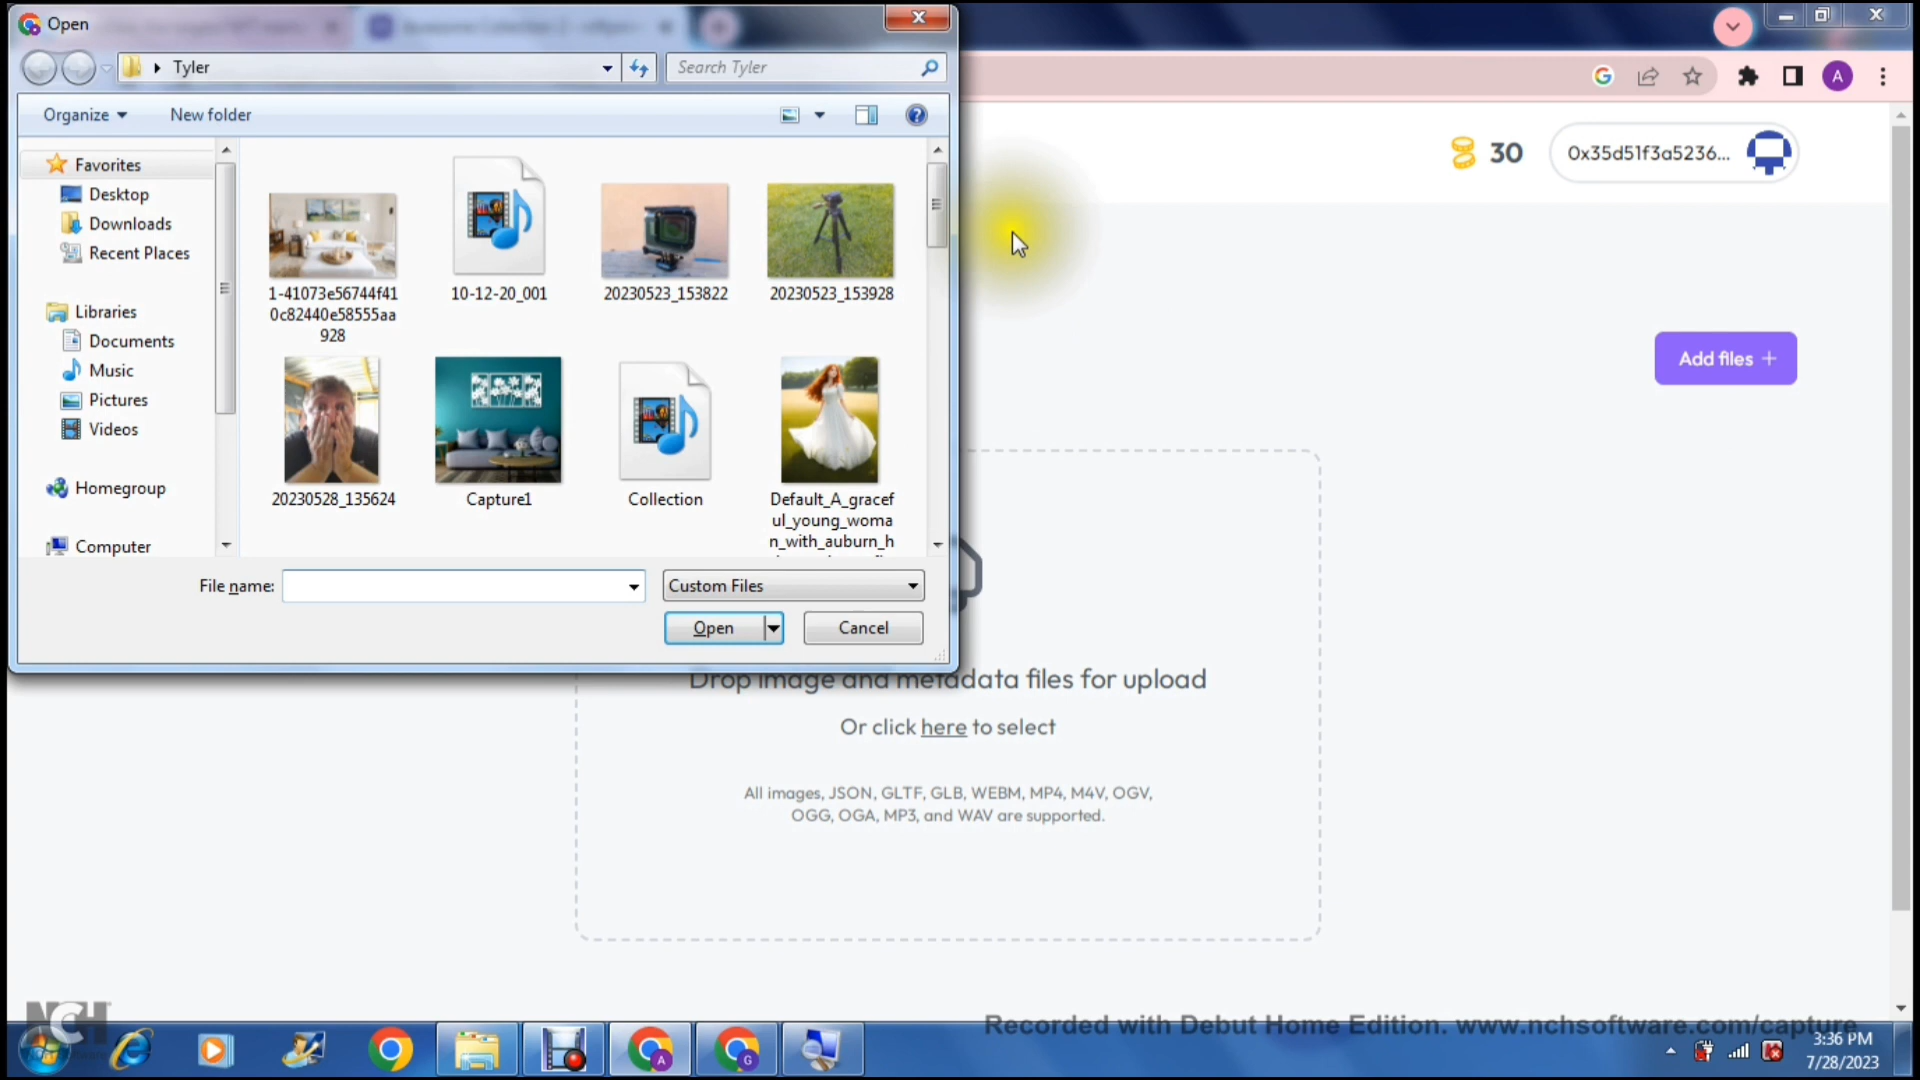 Open
Tyler
Search Tyler
Organize
New folder
Favorites
Desktop
Downloads
Recent Places
Libraries
Documents
Music
Pictures
Videos
Homegroup
Computer
1-41073e56744f41
0c82440e58555aa
928
10-12-20_001
20230523_153822
20230523_153928
20230528_135624
Capture1
Collection
Default_A_gracef
ul_young_woma
n_with_auburn_h
File name:
Custom Files
Open
Cancel
A
30
0x35d51f3a5236...
Add files +
Drop image and metadata files for upload
Or click here to select
All images, JSON, GLTF, GLB, WEBM, MP4, M4V, OGV,
OGG, OGA, MP3, and WAV are supported.
NCH
Recorded with Debut Home Edition. www.nchsoftware.com/capture
A
G
3:36 PM
7/28/2023